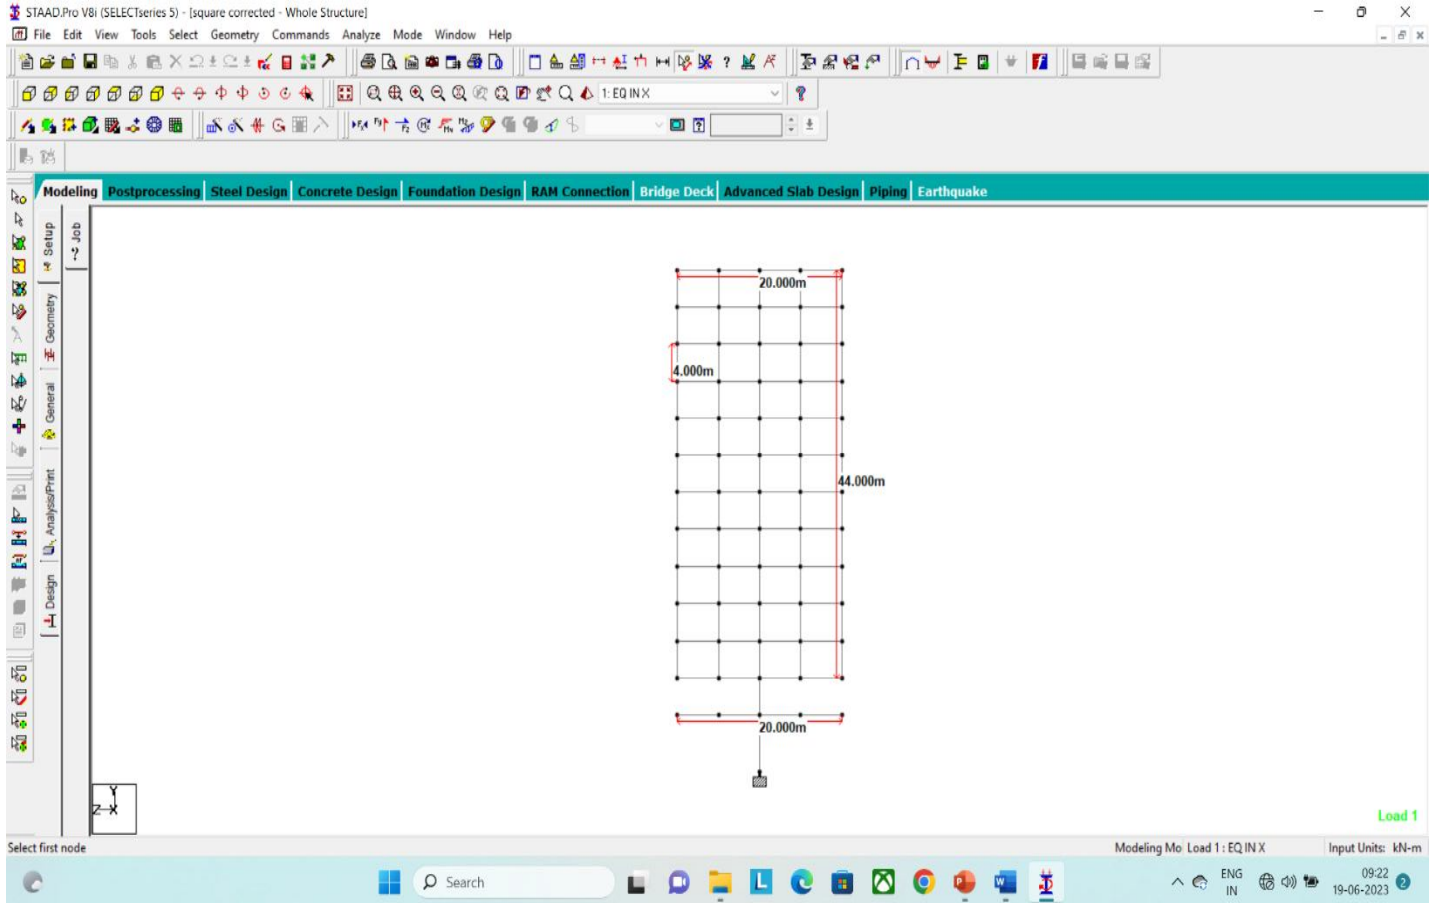 STAAD.Pro V8i (SELECTseries 5) - [square corrected - Whole Structure]
File Edit View Tools Select Geometry Commands Analyze Mode Window Help
1: EQ IN X
Modeling Postprocessing Steel Design Concrete Design Foundation Design RAM Connection Bridge Deck Advanced Slab Design Piping Earthquake
Setup
Job
Geometry
General
Analysis/Print
Design
20.000m
4.000m
44.000m
20.000m
Y
Z X
Load 1
Select first node
Modeling Mo Load 1 : EQ IN X
Input Units: kN-m
Search
ENG
IN
09:22
19-06-2023
2